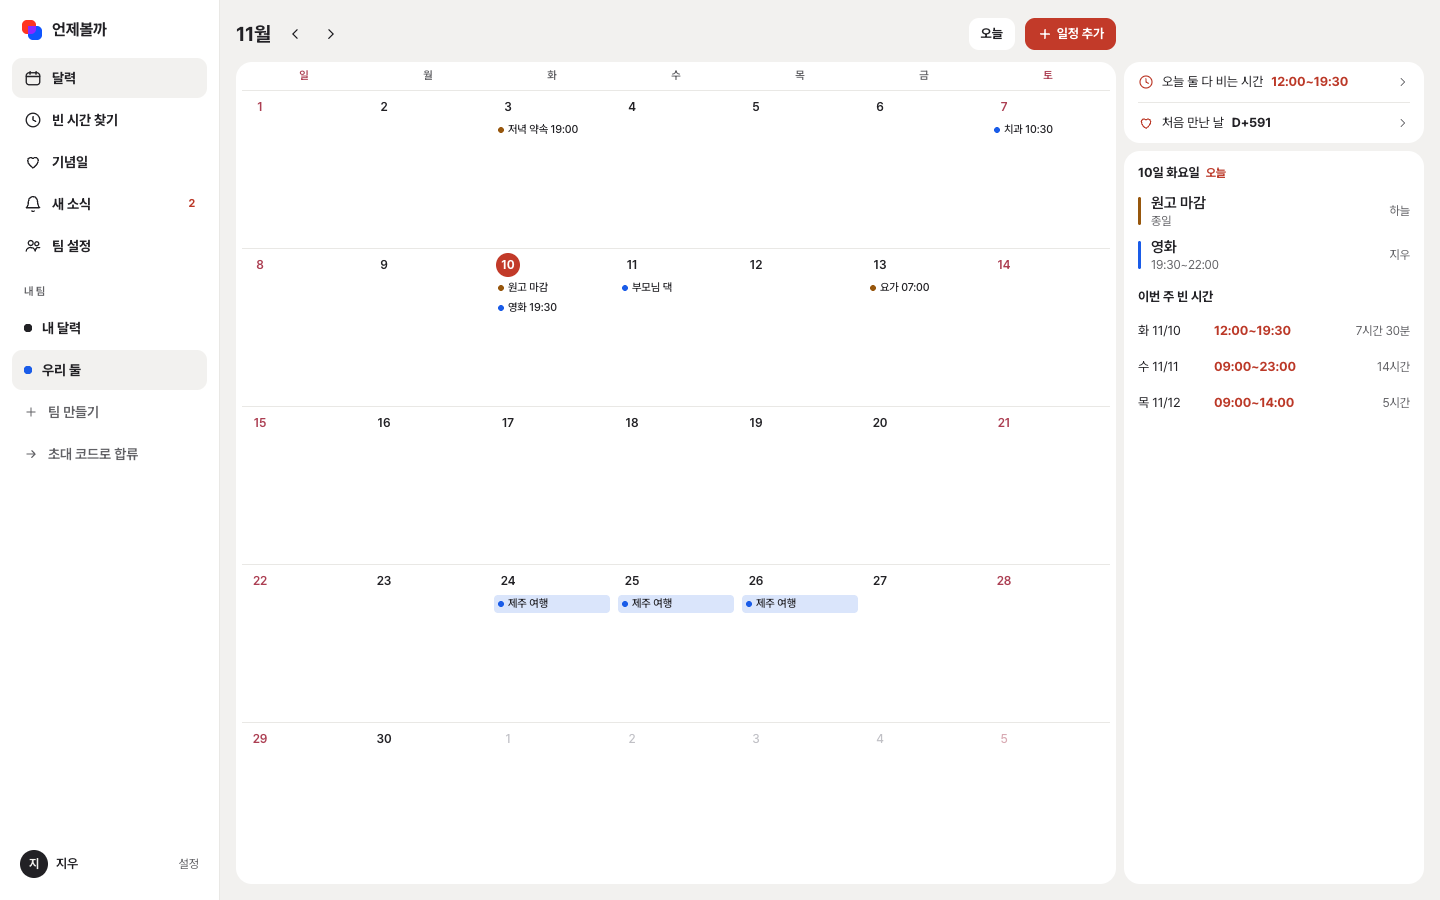 언제볼까
달력
빈 시간 찾기
기념일
새 소식 2
팀 설정
내 팀
내 달력
우리 둘
팀 만들기
초대 코드로 합류
지 지우 설정
11월
오늘
일정 추가
일 월 화 수 목 금 토
1 2 3 4 5 6 7
저녁 약속 19:00
치과 10:30
8 9 10 11 12 13 14
원고 마감
부모님 댁
요가 07:00
영화 19:30
15 16 17 18 19 20 21
22 23 24 25 26 27 28
제주 여행 제주 여행 제주 여행
29 30 1 2 3 4 5
오늘 둘 다 비는 시간 12:00~19:30
처음 만난 날 D+591
10일 화요일 오늘
원고 마감
종일
하늘
영화
19:30~22:00
지우
이번 주 빈 시간
화 11/10 12:00~19:30 7시간 30분
수 11/11 09:00~23:00 14시간
목 11/12 09:00~14:00 5시간